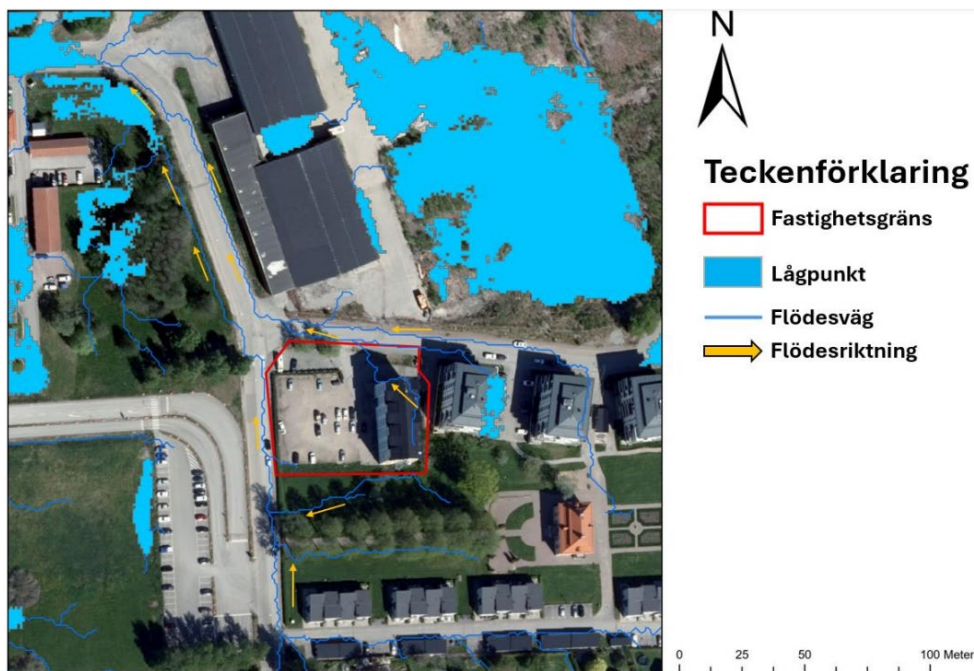 N
Teckenförklaring
Fastighetsgräns
Lågpunkt
Flödesväg
Flödesriktning
0 25 50 100 Meter